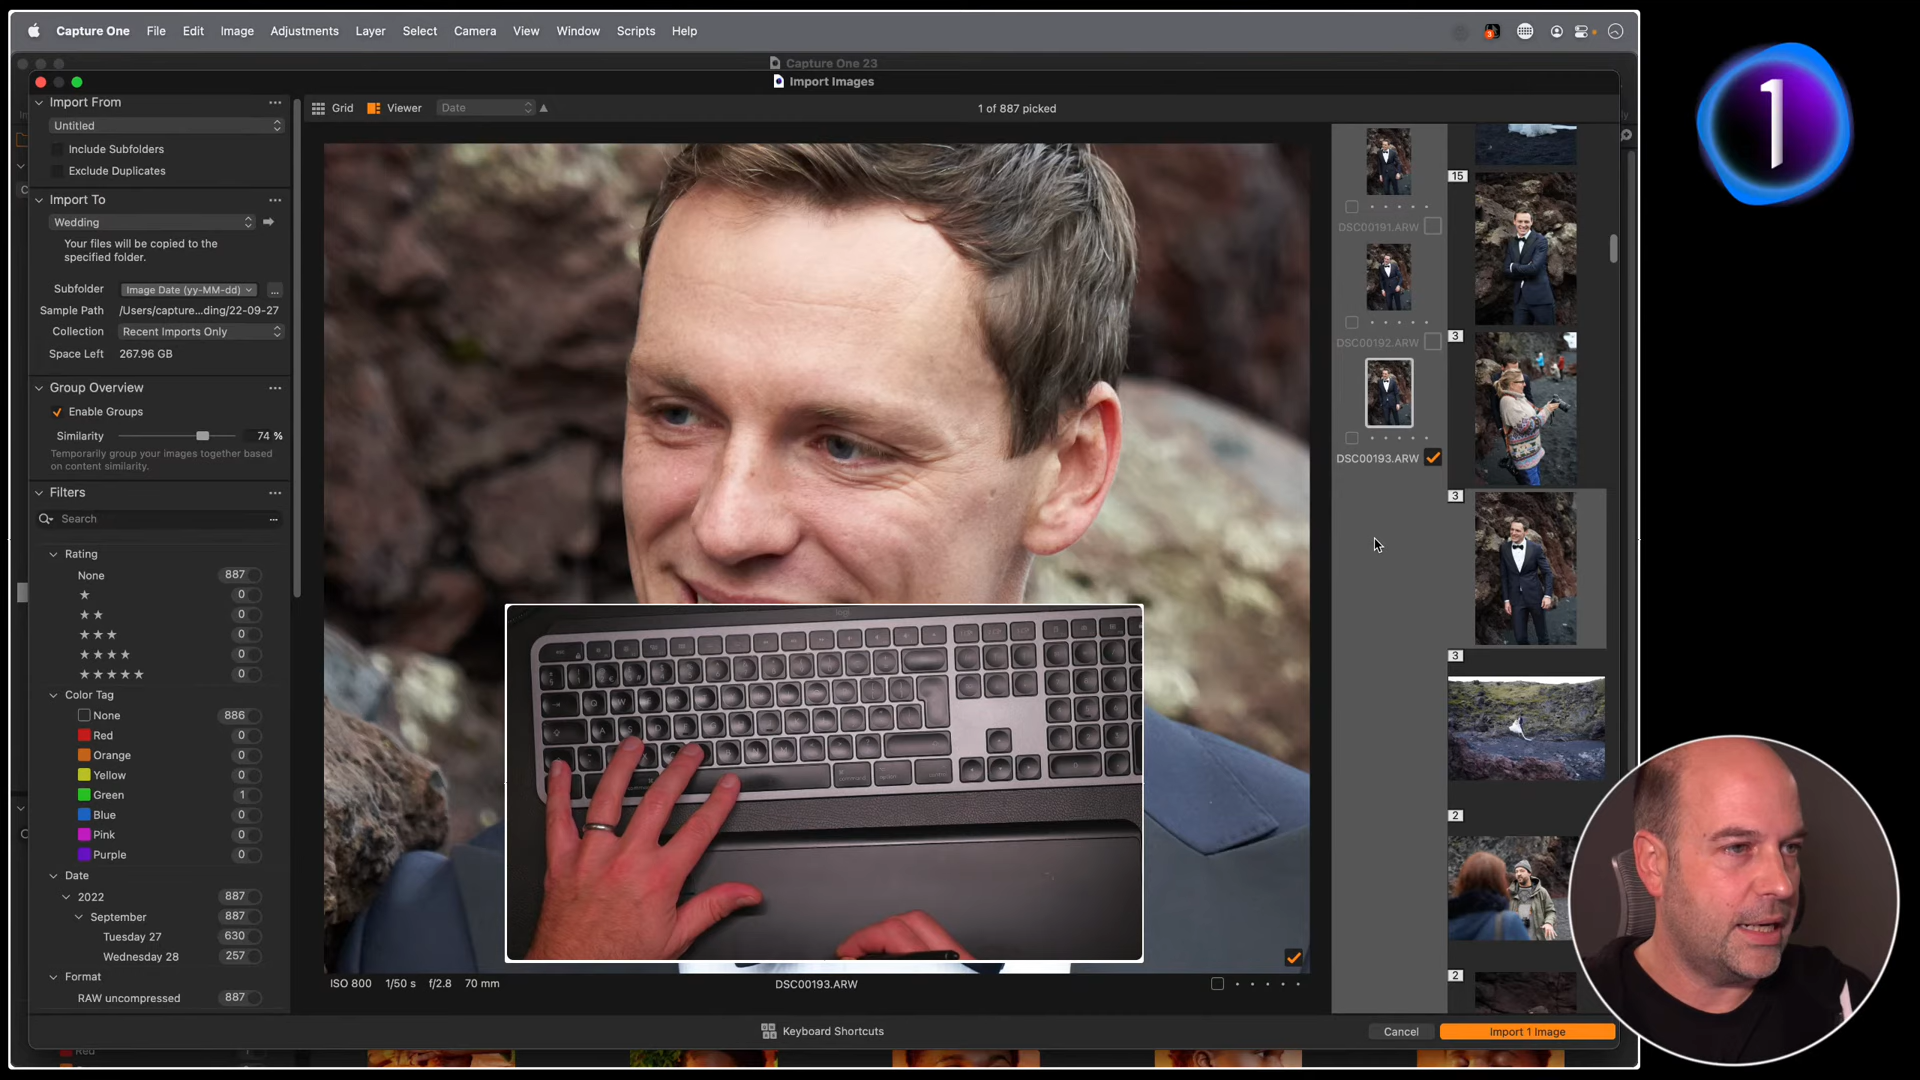 Capture One File Edit Image Adjustments Layer Select Camera View Window Scripts Help
3
Capture One 23
Import Images
Import From
Untitled
Include Subfolders
Exclude Duplicates
Import To
Wedding
Your files will be copied to the
specified folder.
Subfolder Image Date (yy-MM-dd) ...
Sample Path /Users/capture...ding/22-09-27
Collection Recent Imports Only
Space Left 267.96 GB
Group Overview
Enable Groups
Similarity 74 %
Temporarily group your images together based
on content similarity.
Filters
Search
Rating
None 887
★ 0
★ ★ 0
★ ★ ★ 0
★ ★ ★ ★ 0
★ ★ ★ ★ ★ 0
Color Tag
None 886
Red 0
Orange 0
Yellow 0
Green 1
Blue 0
Pink 0
Purple 0
Date
2022 887
September 887
Tuesday 27 630
Wednesday 28 257
Format
RAW uncompressed 887
Grid Viewer Date
1 of 887 picked
DSC00191.ARW
DSC00192.ARW
DSC00193.ARW
15
3
3
3
2
2
ISO 800 1/50 s f/2.8 70 mm
DSC00193.ARW
Keyboard Shortcuts
Cancel
Import 1 Image
Red
1